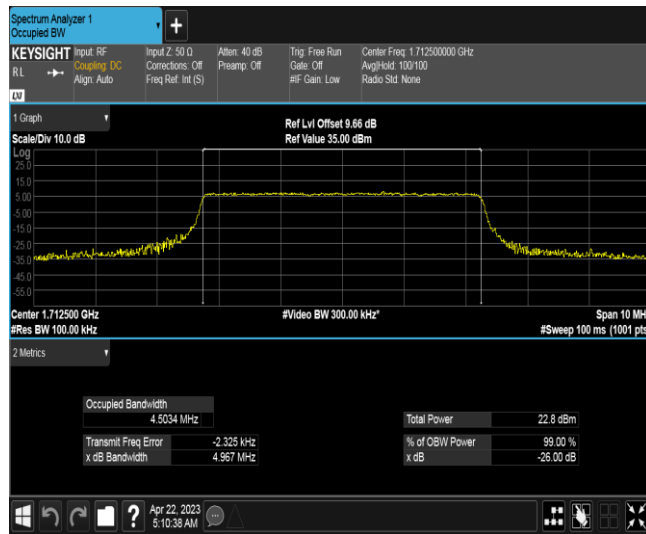 Spectrum Analyzer 1
Occupied BW
+
KEYSIGHT
RL
LXI
Input: RF
Coupling: DC
Align: Auto
Input Z: 50 Ω
Corrections: Off
Freq Ref: Int (S)
Atten: 40 dB
Preamp: Off
Trig: Free Run
Gate: Off
#IF Gain: Low
Center Freq: 1.712500000 GHz
Avg|Hold: 100/100
Radio Std: None
1 Graph
Scale/Div 10.0 dB
Ref Lvl Offset 9.66 dB
Ref Value 35.00 dBm
Log
25.0
15.0
5.00
-5.00
-15.0
-25.0
-35.0
-45.0
-55.0
Center 1.712500 GHz
#Res BW 100.00 kHz
#Video BW 300.00 kHz*
Span 10 MH
#Sweep 100 ms (1001 pts
2 Metrics
Occupied Bandwidth
4.5034 MHz
Transmit Freq Error -2.325 kHz
x dB Bandwidth 4.967 MHz
Total Power 22.8 dBm
% of OBW Power 99.00 %
x dB -26.00 dB
?
Apr 22, 2023
5:10:38 AM